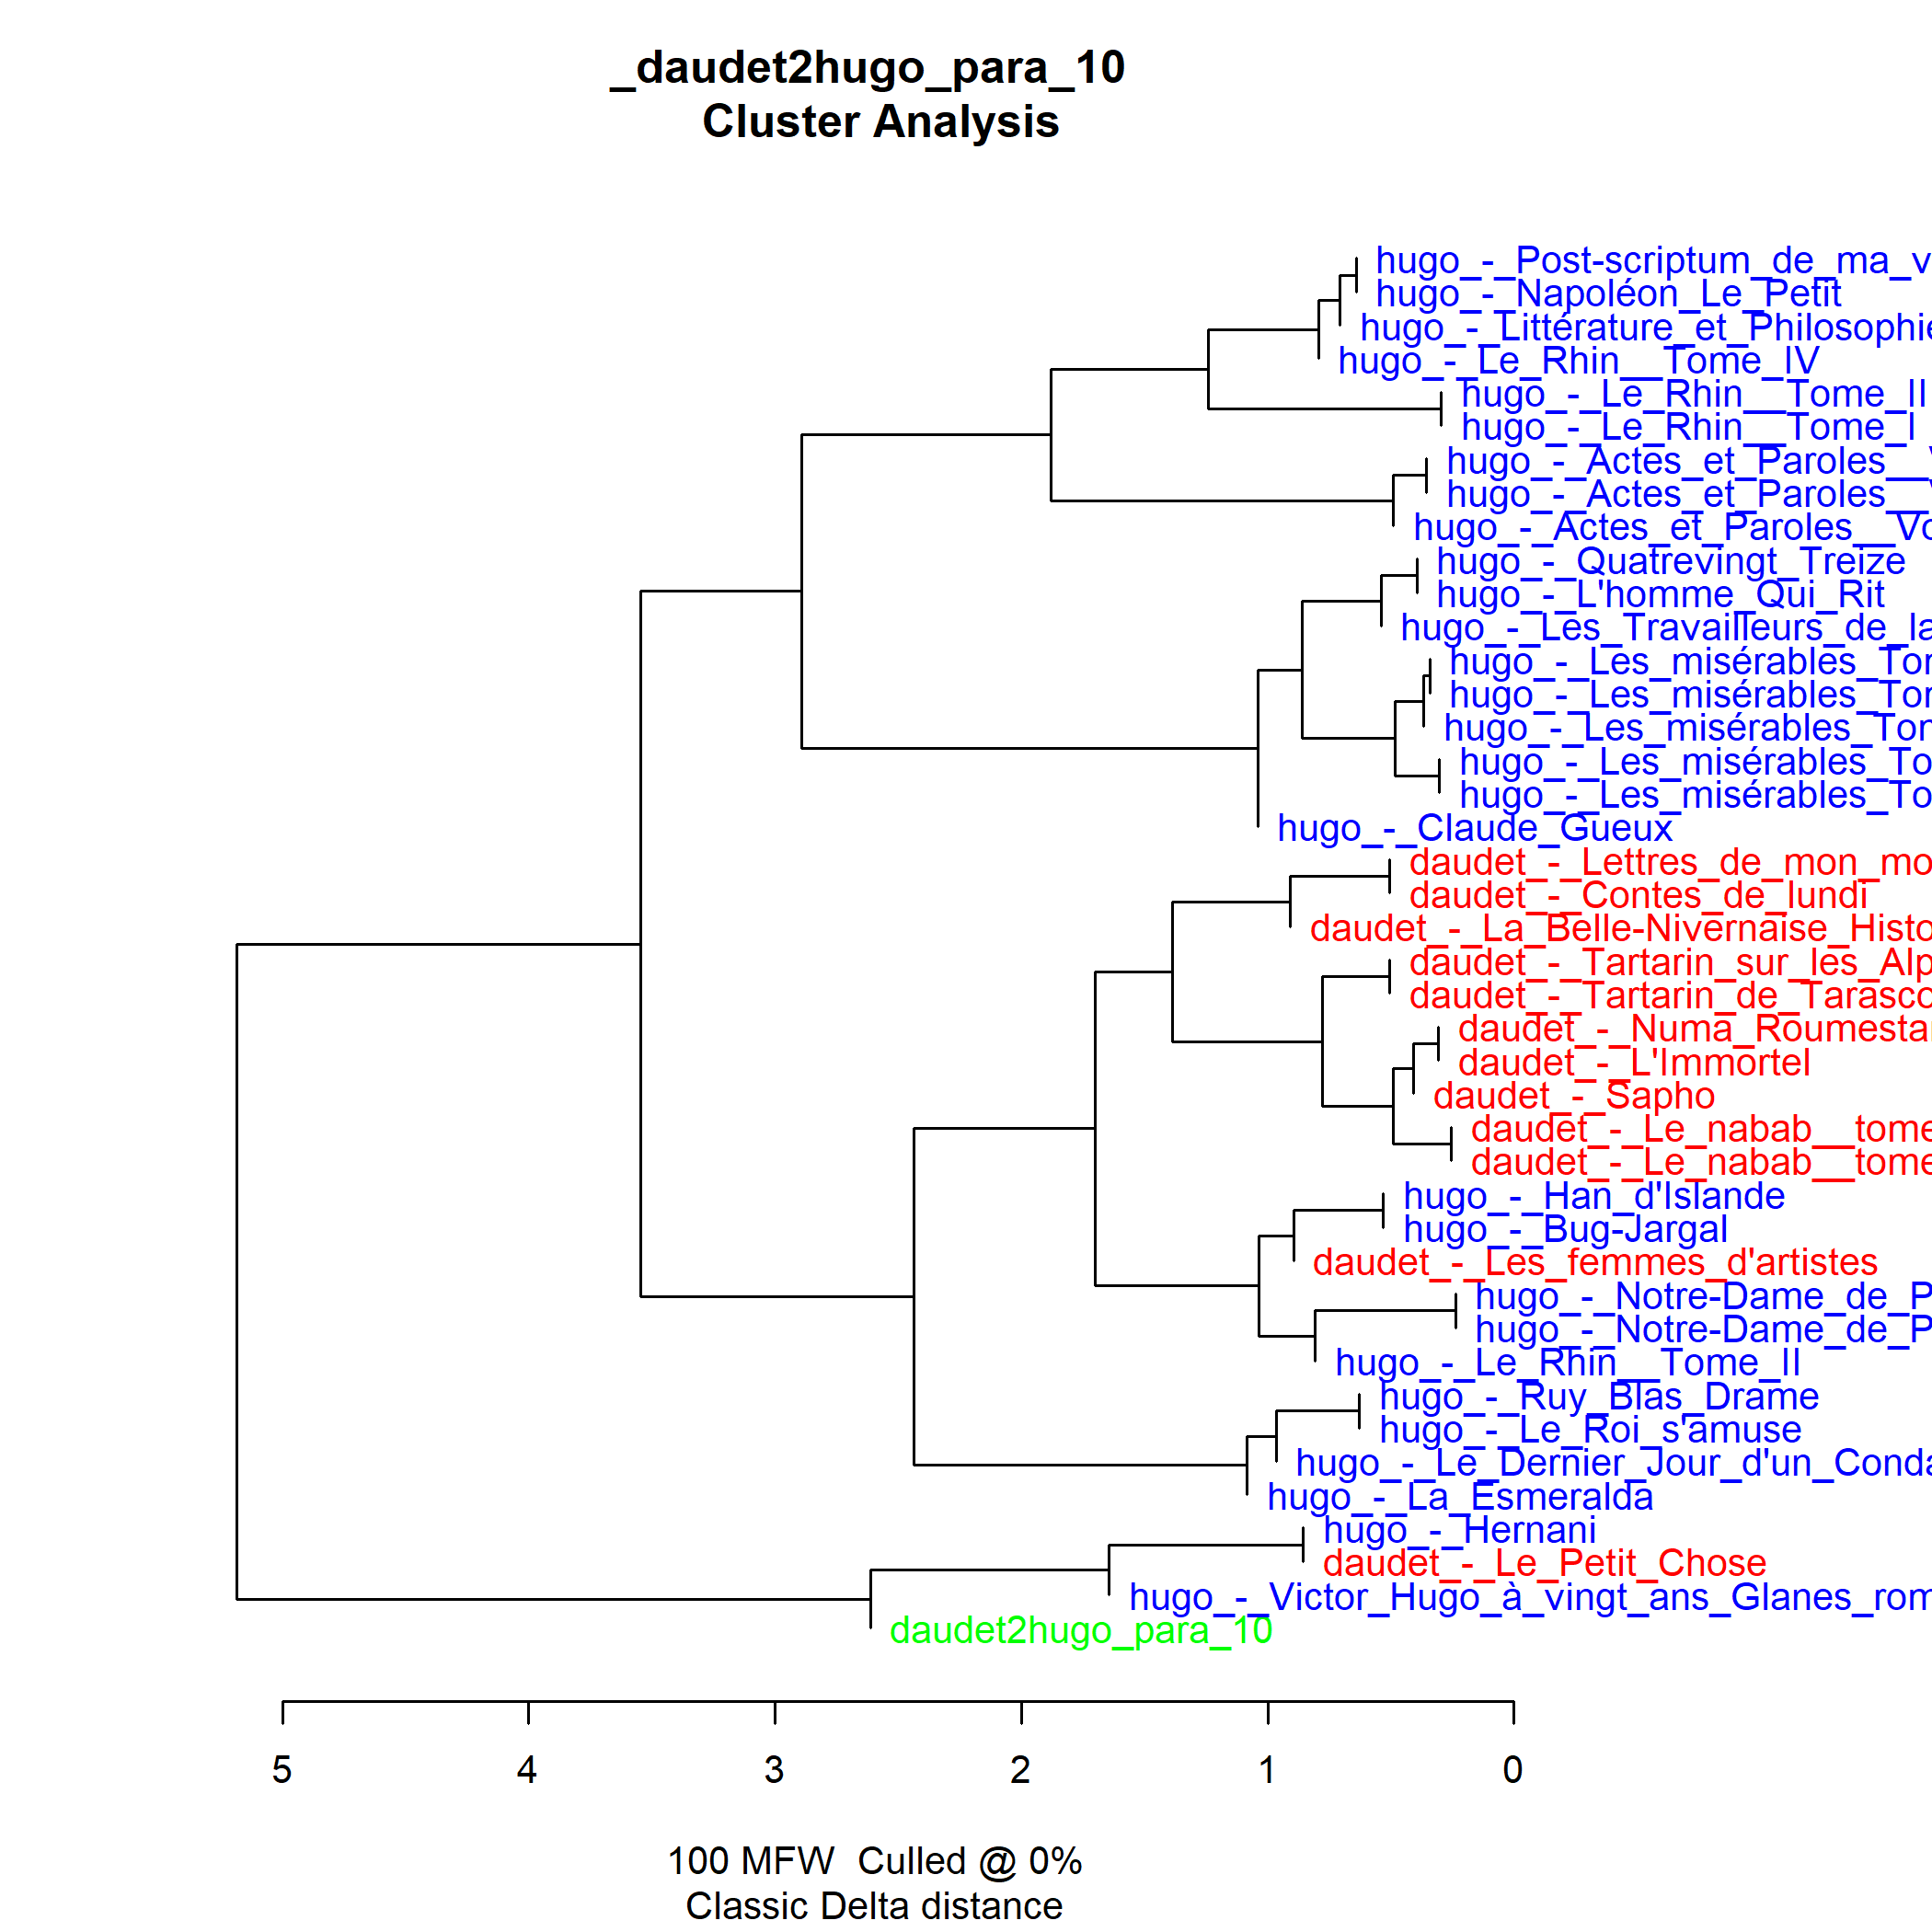 _daudet2hugo_para_10
Cluster Analysis
hugo_-_Post-scriptum_de_ma_v
hugo_-_Napoléon_Le_Petit
hugo_-_Littérature_et_Philosophie
hugo_-_Le_Rhin__Tome_IV
hugo_-_Le_Rhin__Tome_II
hugo_-_Le_Rhin__Tome_I
hugo_-_Actes_et_Paroles__V
hugo_-_Actes_et_Paroles__V
hugo_-_Actes_et_Paroles__Vo
hugo_-_Quatrevingt_Treize
hugo_-_L'homme_Qui_Rit
hugo_-_Les_Travailleurs_de_la
hugo_-_Les_misérables_Tom
hugo_-_Les_misérables_Tom
hugo_-_Les_misérables_Tom
hugo_-_Les_misérables_To
hugo_-_Les_misérables_To
hugo_-_Claude_Gueux
daudet_-_Lettres_de_mon_mo
daudet_-_Contes_de_lundi
daudet_-_La_Belle-Nivernaise_Histo
daudet_-_Tartarin_sur_les_Alp
daudet_-_Tartarin_de_Tarasco
daudet_-_Numa_Roumestan
daudet_-_L'Immortel
daudet_-_Sapho
daudet_-_Le_nabab__tome
daudet_-_Le_nabab__tome
hugo_-_Han_d'Islande
hugo_-_Bug-Jargal
daudet_-_Les_femmes_d'artistes
hugo_-_Notre-Dame_de_P
hugo_-_Notre-Dame_de_P
hugo_-_Le_Rhin__Tome_II
hugo_-_Ruy_Blas_Drame
hugo_-_Le_Roi_s'amuse
hugo_-_Le_Dernier_Jour_d'un_Conda
hugo_-_La_Esmeralda
hugo_-_Hernani
daudet_-_Le_Petit_Chose
hugo_-_Victor_Hugo_à_vingt_ans_Glanes_rom
daudet2hugo_para_10
5 4 3 2 1 0
100 MFW  Culled @ 0%
Classic Delta distance